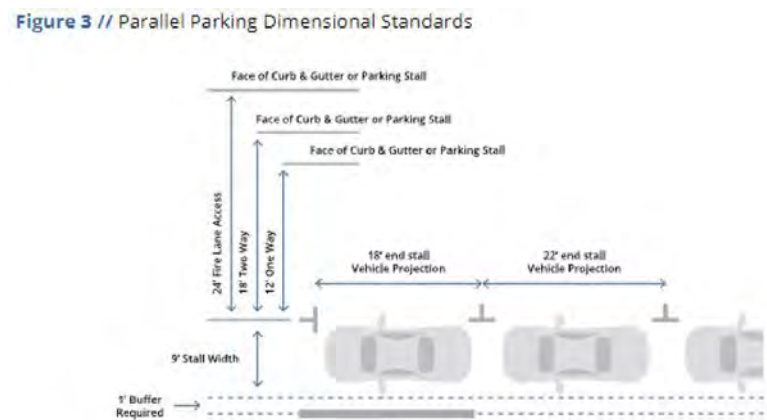 Figure 3 // Parallel Parking Dimensional Standards
Face of Curb & Gutter or Parking Stall
Face of Curb & Gutter or Parking Stall
Face of Curb & Gutter or Parking Stall
24' Fire Lane Access
18' Two Way
12' One Way
18' end stall
Vehicle Projection
22' end stall
Vehicle Projection
9' Stall Width
1' Buffer
Required